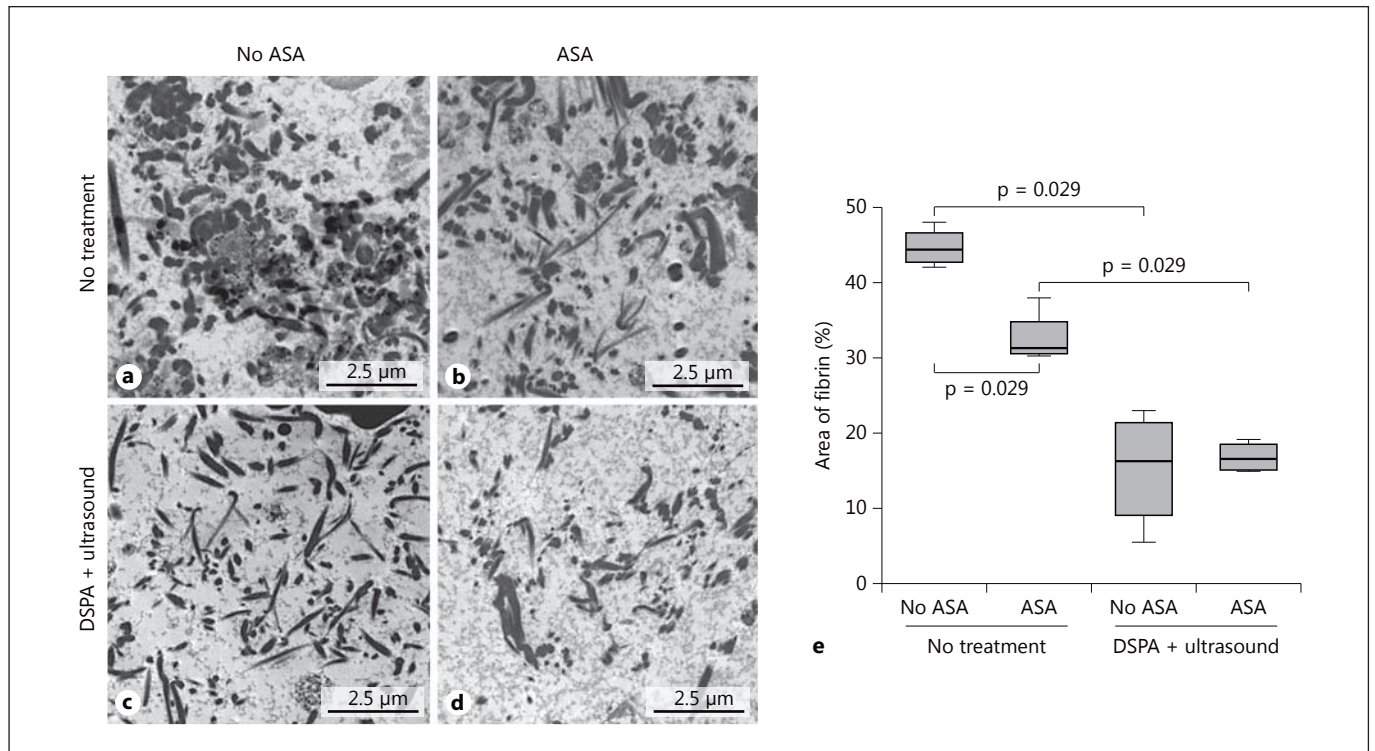 No ASA
ASA
No treatment
DSPA + ultrasound
a
2.5 µm
b
2.5 µm
c
2.5 µm
d
2.5 µm
p = 0.029
p = 0.029
p = 0.029
Area of fibrin (%)
50
40
30
20
10
0
No ASA ASA No ASA ASA
No treatment DSPA + ultrasound
e